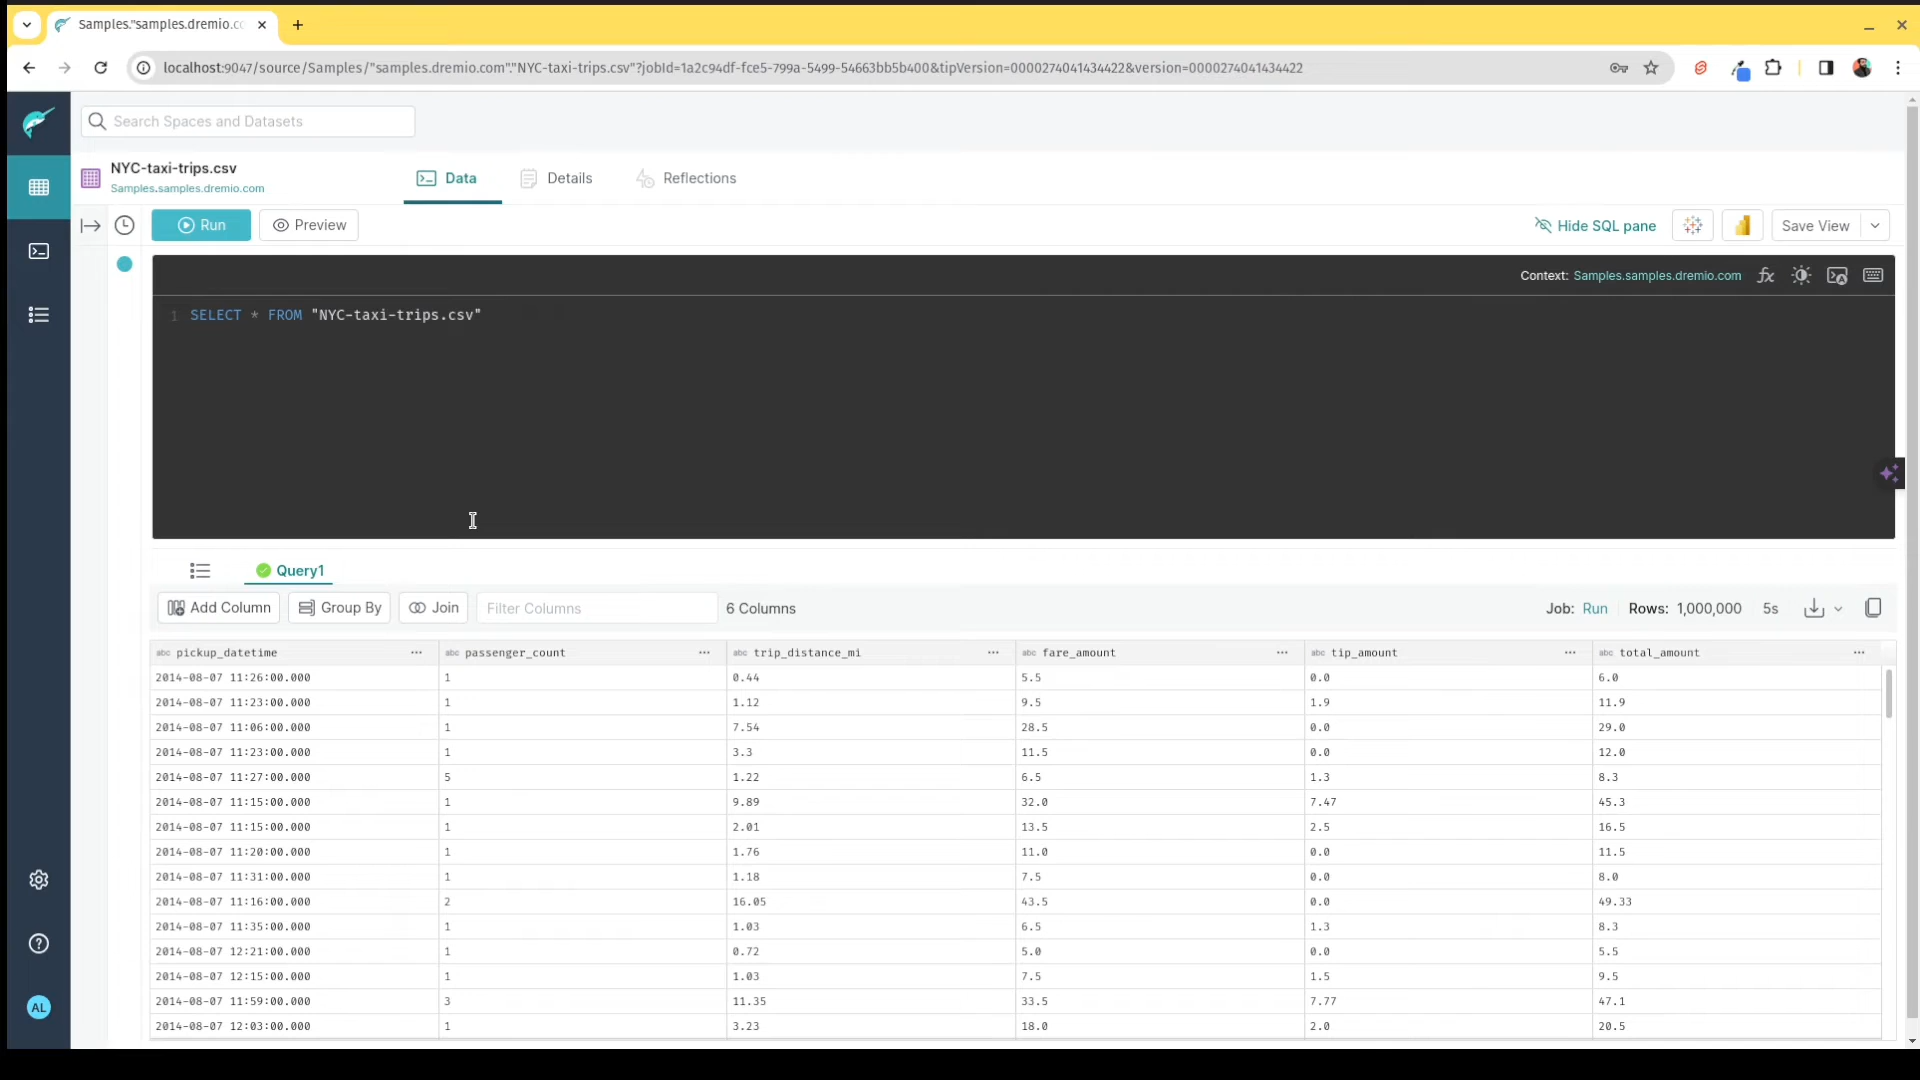 Samples."samples.dremio.co
localhost:9047/source/Samples/"samples.dremio.com"."NYC-taxi-trips.csv"?jobId=1a2c94df-fce5-799a-5499-54663bb5b400&tipVersion=0000274041434422&version=0000274041434422
Search Spaces and Datasets
NYC-taxi-trips.csv
Samples.samples.dremio.com
Data Details Reflections
Run Preview Hide SQL pane Save View
Context: Samples.samples.dremio.com fx
1 SELECT * FROM "NYC-taxi-trips.csv"
Query1
Add Column Group By Join Filter Columns 6 Columns Job: Run Rows: 1,000,000 5s
abc pickup_datetime ... abc passenger_count ... abc trip_distance_mi ... abc fare_amount ... abc tip_amount ... abc total_amount ...
2014-08-07 11:26:00.000 1 0.44 5.5 0.0 6.0
2014-08-07 11:23:00.000 1 1.12 9.5 1.9 11.9
2014-08-07 11:06:00.000 1 7.54 28.5 0.0 29.0
2014-08-07 11:23:00.000 1 3.3 11.5 0.0 12.0
2014-08-07 11:27:00.000 5 1.22 6.5 1.3 8.3
2014-08-07 11:15:00.000 1 9.89 32.0 7.47 45.3
2014-08-07 11:15:00.000 1 2.01 13.5 2.5 16.5
2014-08-07 11:20:00.000 1 1.76 11.0 0.0 11.5
2014-08-07 11:31:00.000 1 1.18 7.5 0.0 8.0
2014-08-07 11:16:00.000 2 16.05 43.5 0.0 49.33
2014-08-07 11:35:00.000 1 1.03 6.5 1.3 8.3
2014-08-07 12:21:00.000 1 0.72 5.0 0.0 5.5
2014-08-07 12:15:00.000 1 1.03 7.5 1.5 9.5
2014-08-07 11:59:00.000 3 11.35 33.5 7.77 47.1
2014-08-07 12:03:00.000 1 3.23 18.0 2.0 20.5
AL